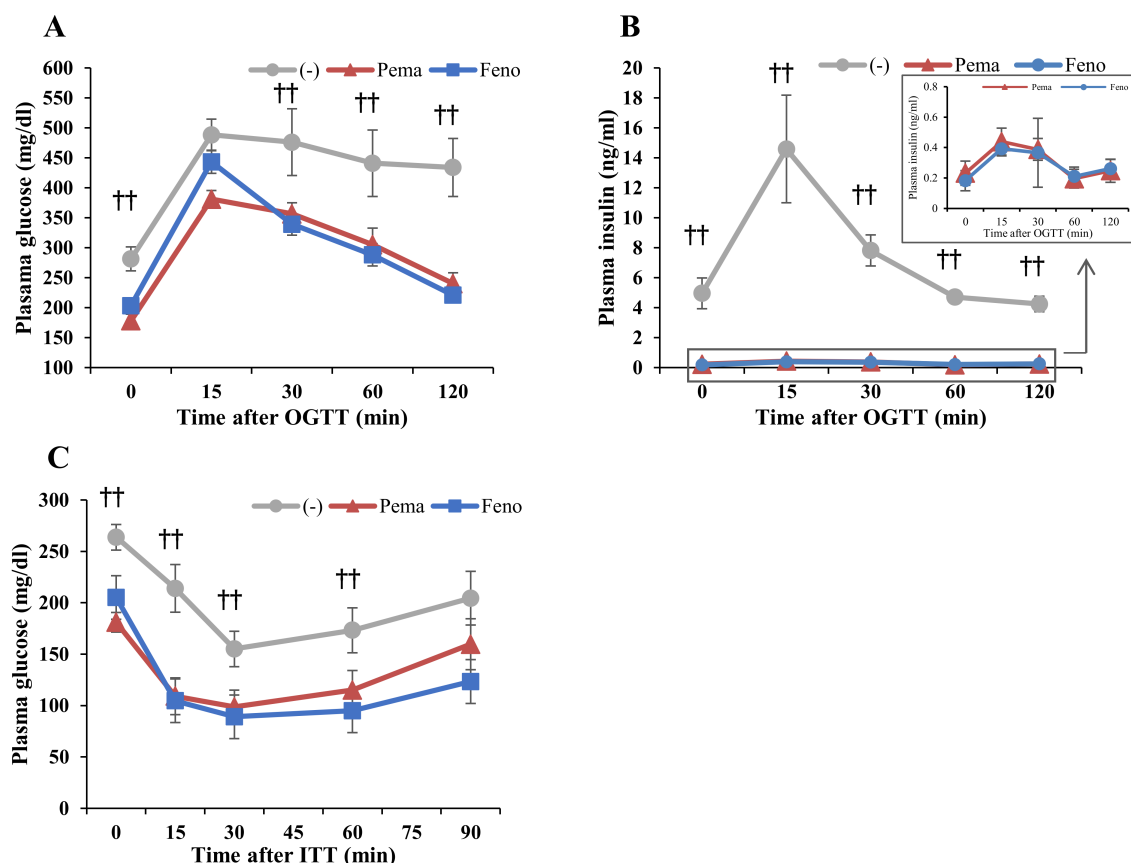 A
(-) Pema Feno
600
550
500
450
400
350
300
250
200
150
100
Plasama glucose (mg/dl)
†† †† †† ††
0 15 30 60 120
Time after OGTT (min)
B
(-) Pema Feno
20
18
16
14
12
10
8
6
4
2
0
Plasma insulin (ng/ml)
†† †† †† †† ††
0 15 30 60 120
Time after OGTT (min)
Pema Feno
0.8
0.6
0.4
0.2
0
Plasma insulin (ng/ml)
0 15 30 60 120
Time after OGTT (min)
C
(-) Pema Feno
300
250
200
150
100
50
0
Plasma glucose (mg/dl)
†† †† †† ††
0 15 30 45 60 75 90
Time after ITT (min)